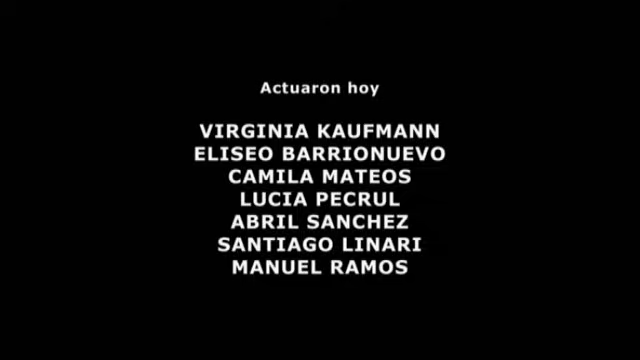 Actuaron hoy
VIRGINIA KAUFMANN
ELISEO BARRIONUEVO
CAMILA MATEOS
LUCIA PECRUL
ABRIL SANCHEZ
SANTIAGO LINARI
MANUEL RAMOS